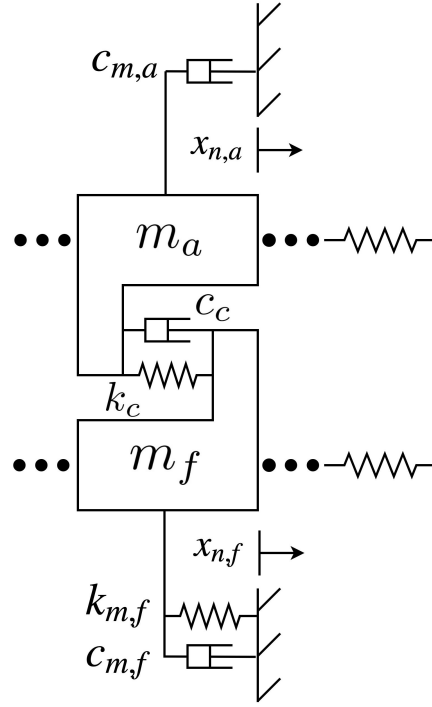 c_{m,a}
x_{n,a}
m_a
c_c
k_c
m_f
x_{n,f}
k_{m,f}
c_{m,f}